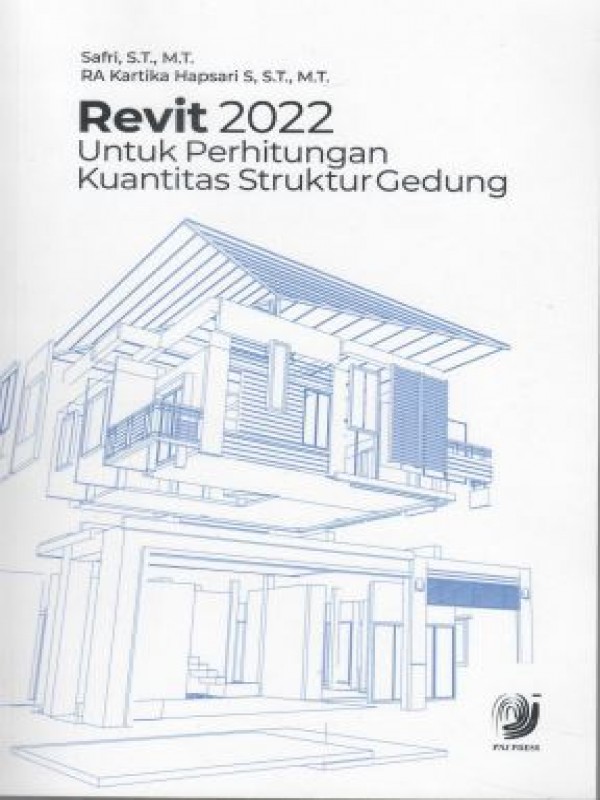 Safri, S.T., M.T.
RA Kartika Hapsari S, S.T., M.T.
Revit 2022
Untuk Perhitungan
Kuantitas Struktur Gedung
PNJ PRESS